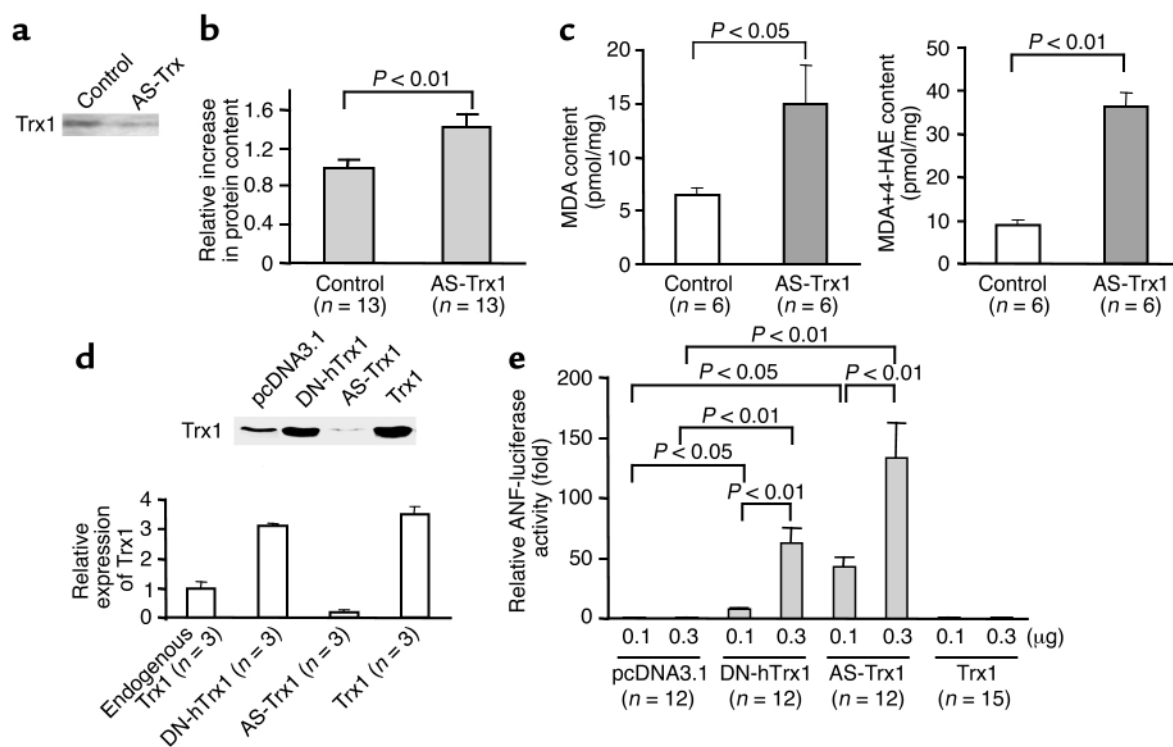 a
Control
AS-Trx
Trx1
b
P < 0.01
Relative increase
in protein content
1.6
1.2
0.8
0.4
0
Control
(n = 13)
AS-Trx1
(n = 13)
c
P < 0.05
MDA content
(pmol/mg)
20
15
10
5
0
Control
(n = 6)
AS-Trx1
(n = 6)
P < 0.01
MDA+4-HAE content
(pmol/mg)
50
40
30
20
10
0
Control
(n = 6)
AS-Trx1
(n = 6)
d
pcDNA3.1
DN-hTrx1
AS-Trx1
Trx1
Trx1
Relative
expression
of Trx1
4
3
2
1
0
Endogenous
Trx1 (n = 3)
DN-hTrx1 (n = 3)
AS-Trx1 (n = 3)
Trx1 (n = 3)
e
P < 0.01
P < 0.05
P < 0.01
P < 0.01
P < 0.05
P < 0.01
Relative ANF-luciferase
activity (fold)
200
150
100
50
0
0.1 0.3 0.1 0.3 0.1 0.3 0.1 0.3 (µg)
pcDNA3.1 DN-hTrx1 AS-Trx1 Trx1
(n = 12) (n = 12) (n = 12) (n = 15)